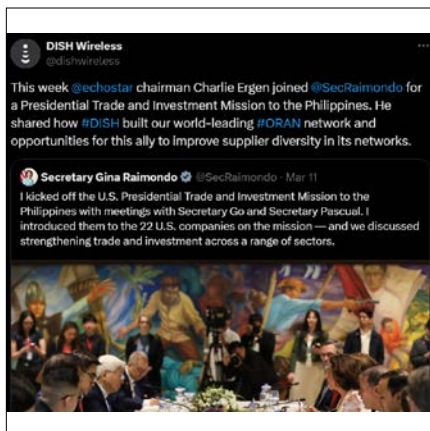 DISH Wireless
@dishwireless
This week @echostar chairman Charlie Ergen joined @SecRaimondo for
a Presidential Trade and Investment Mission to the Philippines. He
shared how #DISH built our world-leading #ORAN network and
opportunities for this ally to improve supplier diversity in its networks.
Secretary Gina Raimondo @SecRaimondo · Mar 11
I kicked off the U.S. Presidential Trade and Investment Mission to the
Philippines with meetings with Secretary Go and Secretary Pascual. I
introduced them to the 22 U.S. companies on the mission — and we discussed
strengthening trade and investment across a range of sectors.